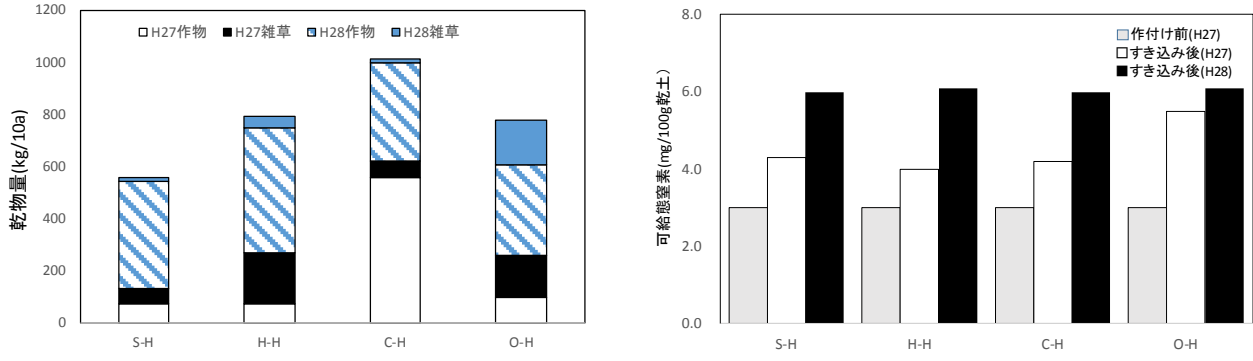 1200
1000
800
600
400
200
0
乾物量(kg/10a)
H27作物 H27雑草 H28作物 H28雑草
S-H H-H C-H O-H
8.0
6.0
4.0
2.0
0.0
可給態窒素(mg/100g乾土)
作付け前(H27)
すき込み後(H27)
すき込み後(H28)
S-H H-H C-H O-H